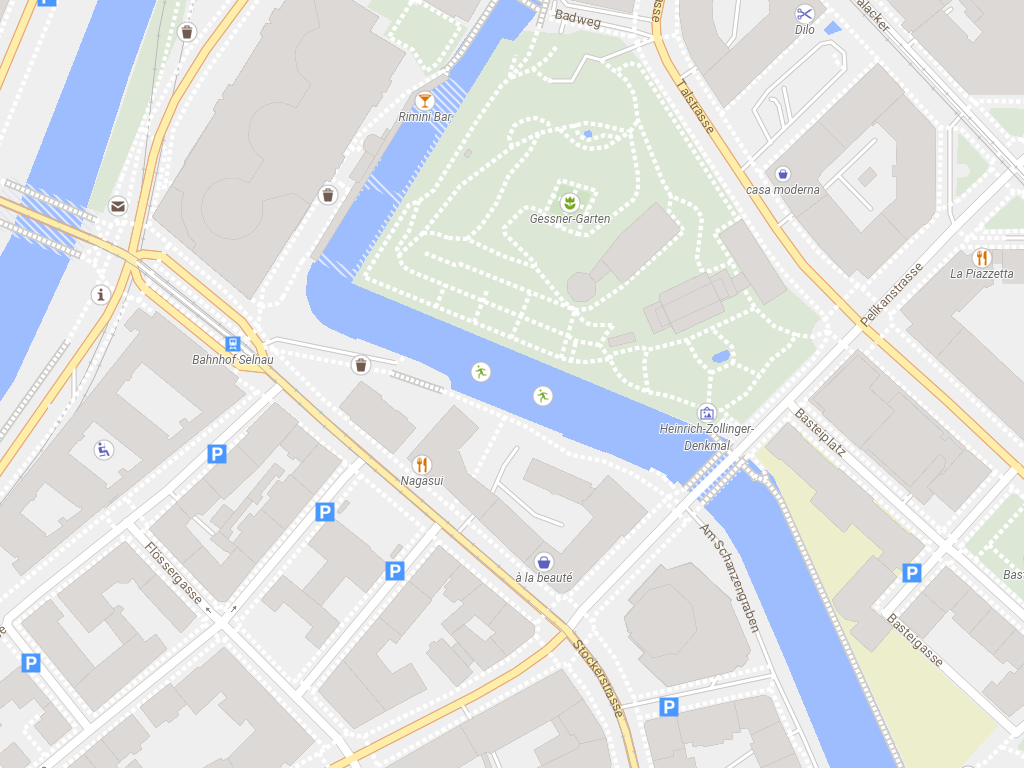 P
Badweg
Dilo
Rimini Bar
Talstrasse
casa moderna
Gessner-Garten
La Piazzetta
Pelikanstrasse
Bahnhof Selnau
Heinrich-Zollinger-
Denkmal
Basteiplatz
P
Nagasui
P
Am Schanzengraben
Flössergasse
P
à la beauté
P
Basteigasse
Stockerstrasse
P
P